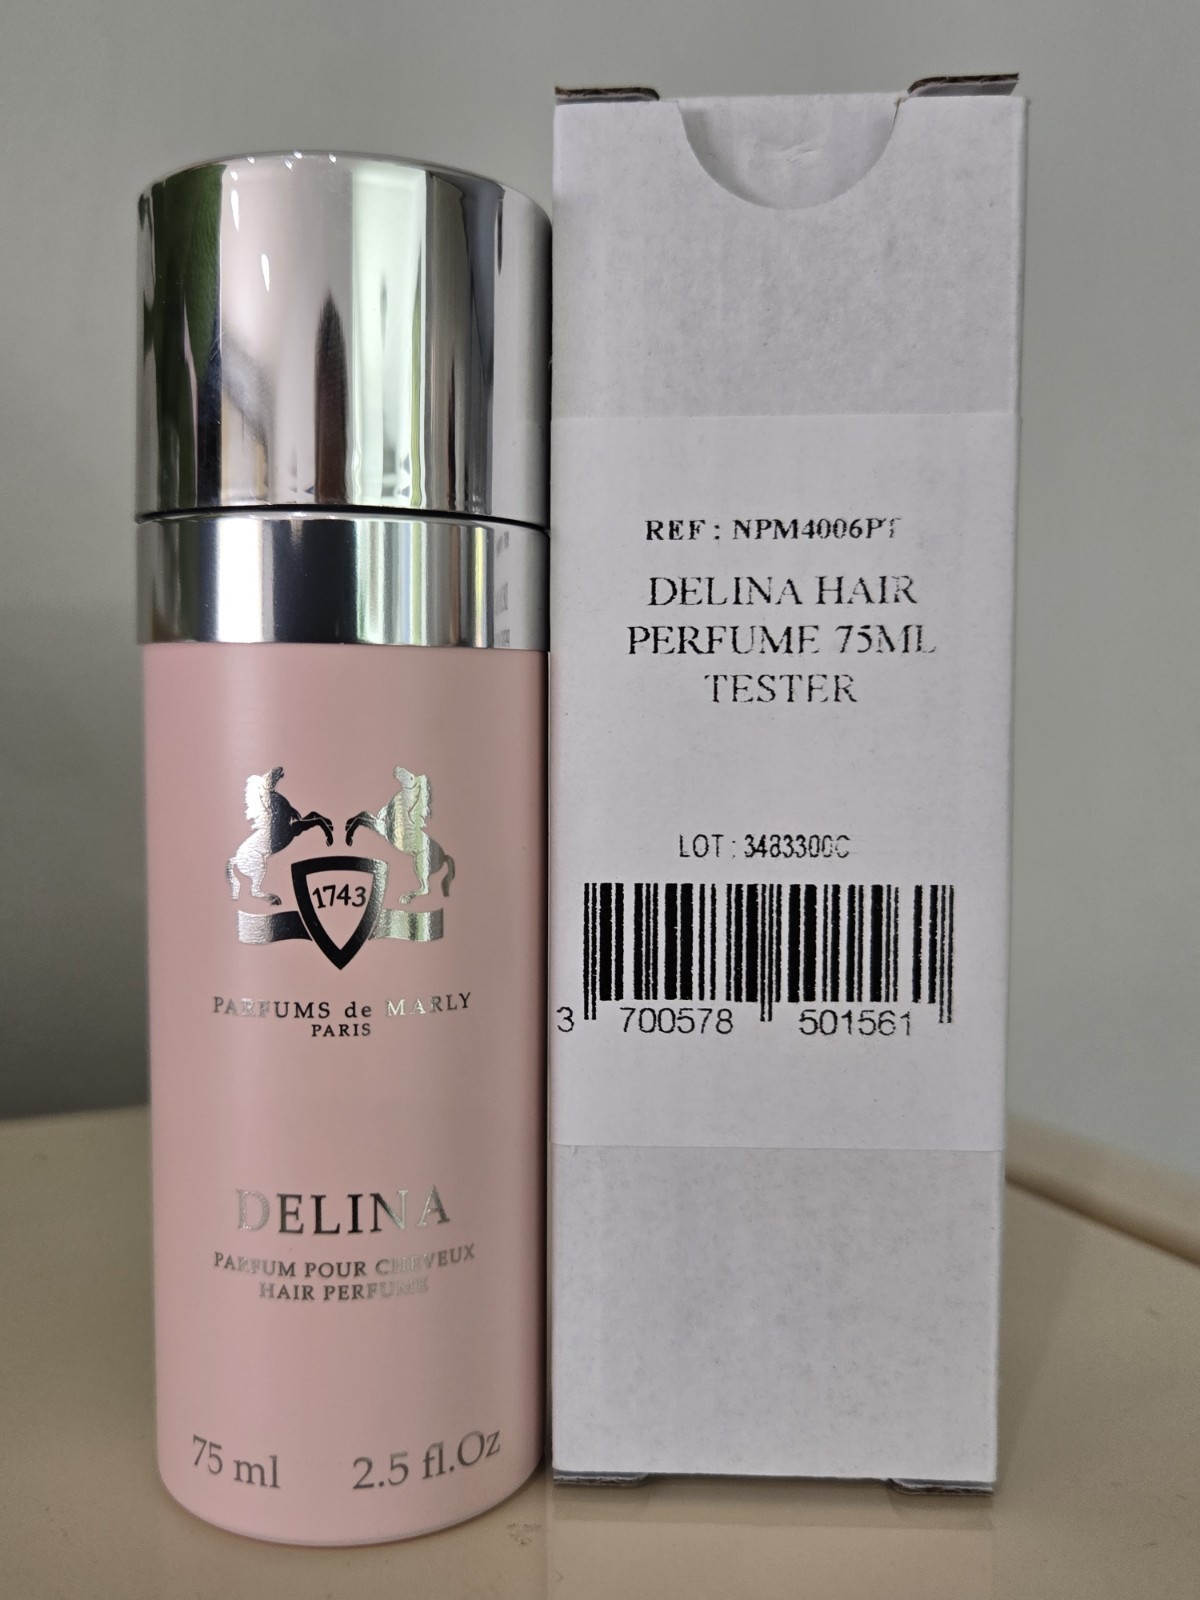 1743
PARFUMS de MARLY
PARIS
DELINA
PARFUM POUR CHEVEUX
HAIR PERFUME
75 ml 2.5 fl.Oz
REF : NPM4006PT
DELINA HAIR
PERFUME 75ML
TESTER
LOT : 3483300C
3 700578 501561